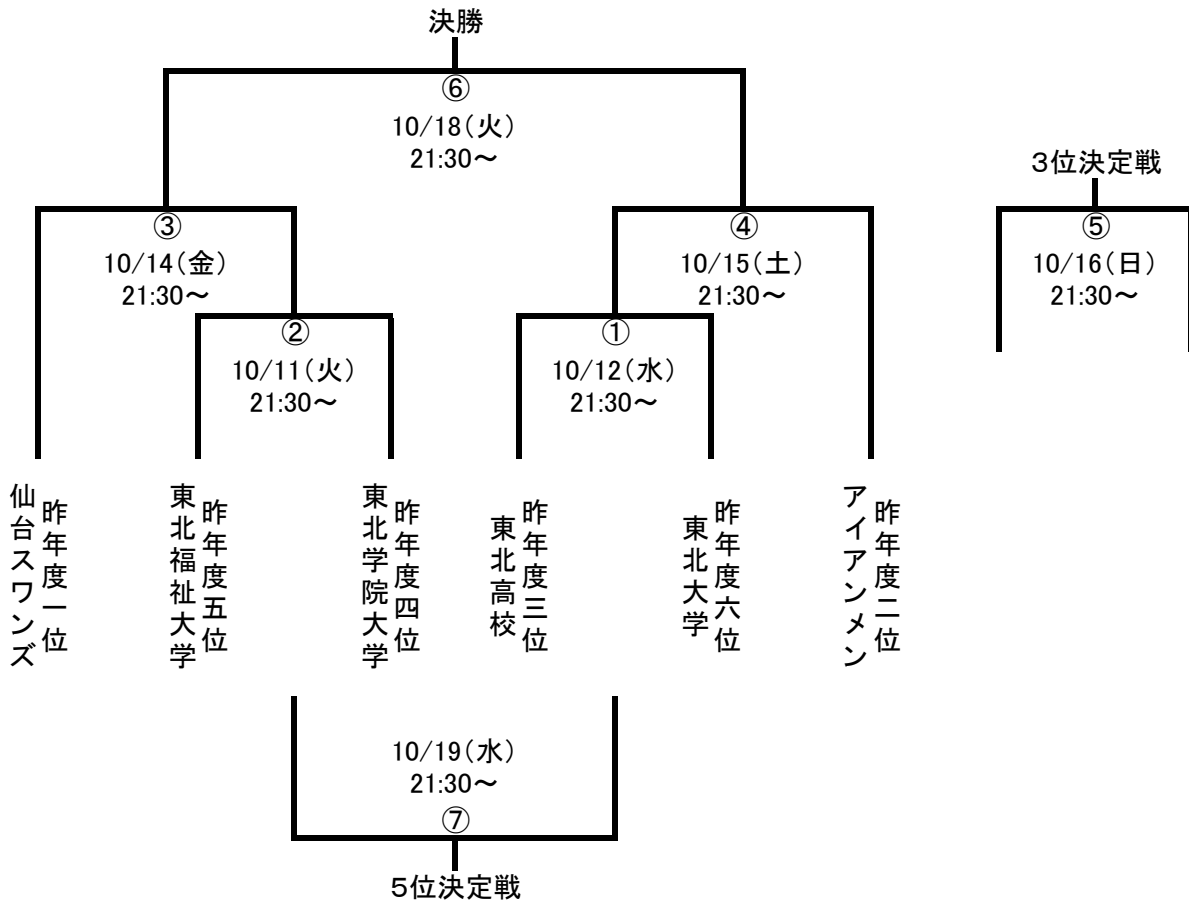 決勝
⑥
10/18(火)
21:30～
3位決定戦
③
10/14(金)
21:30～
④
10/15(土)
21:30～
⑤
10/16(日)
21:30～
②
10/11(火)
21:30～
①
10/12(水)
21:30～
昨年度一位
仙台スワンズ
昨年度五位
東北福祉大学
昨年度四位
東北学院大学
昨年度三位
東北高校
昨年度六位
東北大学
昨年度二位
アイアンメン
10/19(水)
21:30～
⑦
5位決定戦